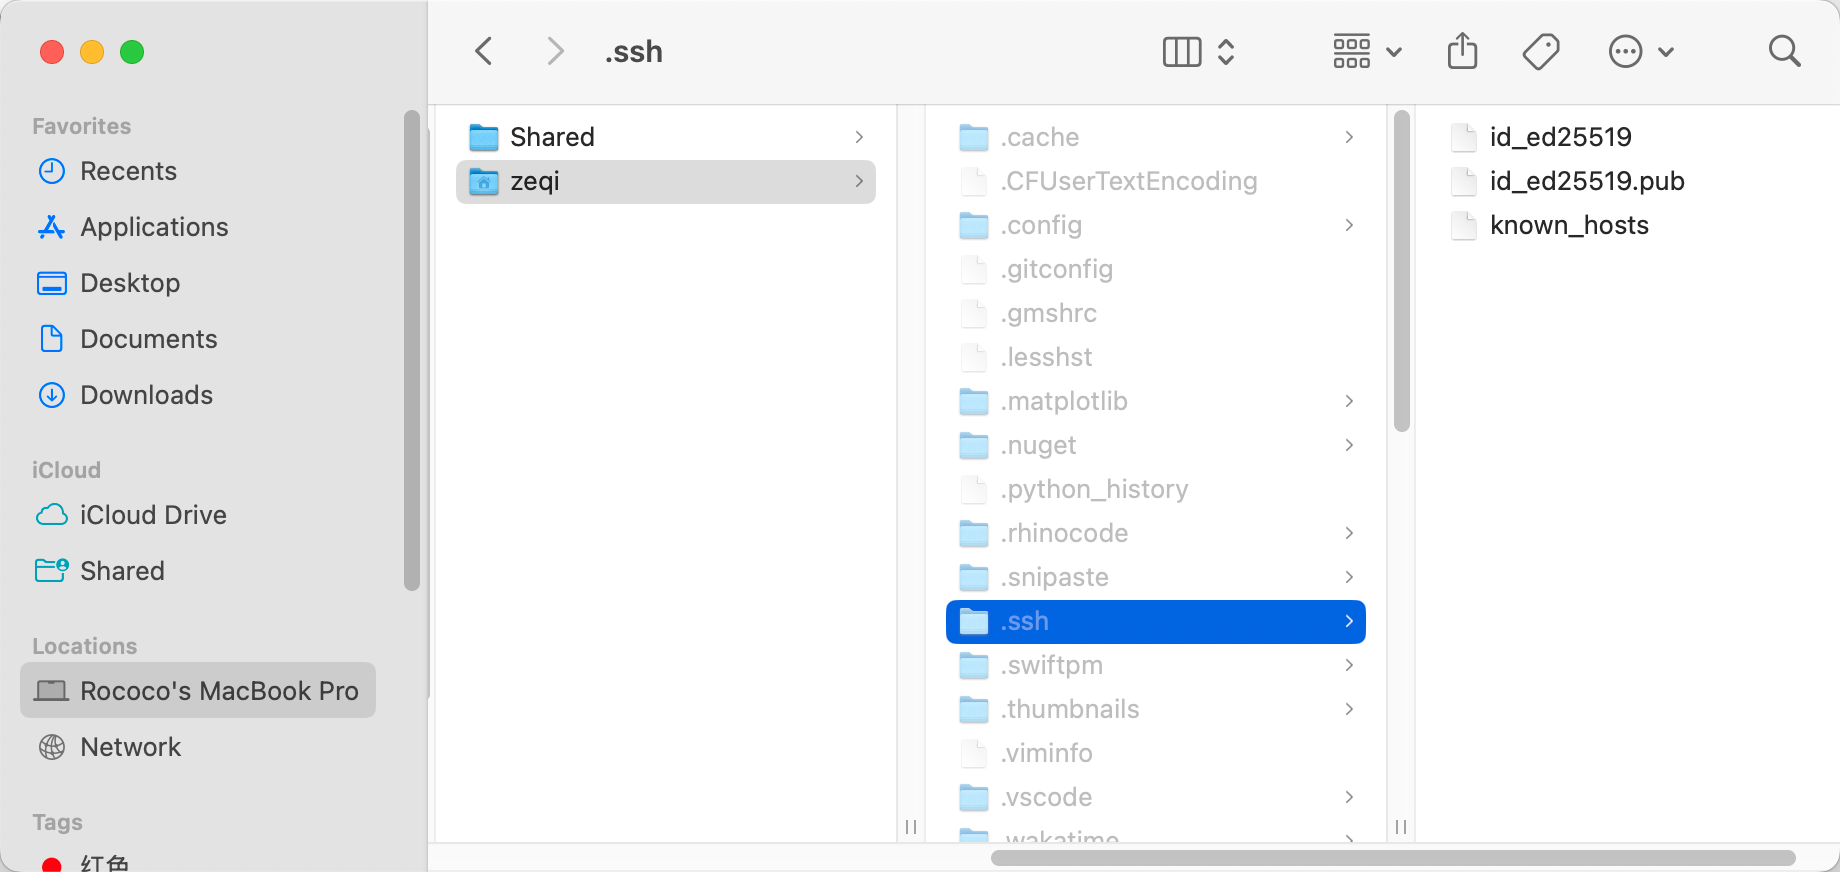 .ssh
Favorites
Recents
Applications
Desktop
Documents
Downloads
iCloud
iCloud Drive
Shared
Locations
Rococo's MacBook Pro
Network
Tags
红色
Shared
zeqi
.cache
.CFUserTextEncoding
.config
.gitconfig
.gmshrc
.lesshst
.matplotlib
.nuget
.python_history
.rhinocode
.snipaste
.ssh
.swiftpm
.thumbnails
.viminfo
.vscode
.wakatime
id_ed25519
id_ed25519.pub
known_hosts